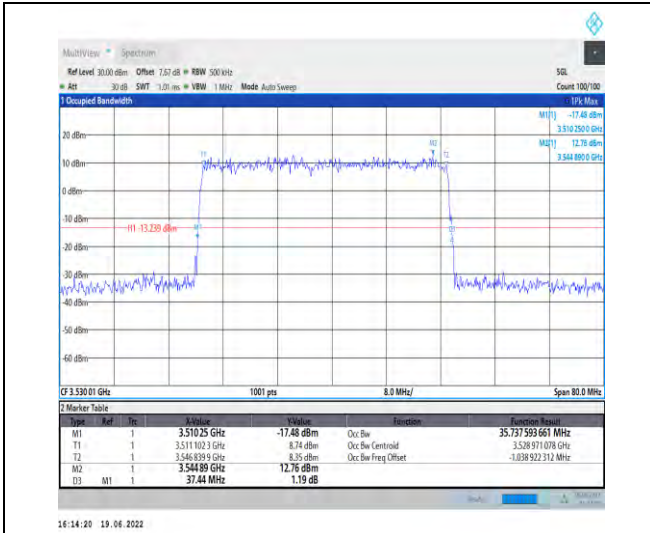 MultiView Spectrum
Ref Level 30.00 dBm Offset 7.67 dB RBW 500 kHz SGL
Att 30 dB SWT 1.01 ms VBW 1 MHz Mode Auto Sweep Count 100/100
1 Occupied Bandwidth 1Pk Max
M1[1] -17.48 dBm
3.510 250 0 GHz
M2[1] 12.76 dBm
3.544 890 0 GHz
20 dBm
M2
T1 T2
10 dBm
0 dBm
-10 dBm
H1 -13.239 dBm M1 D3
-20 dBm
-30 dBm
-40 dBm
-50 dBm
-60 dBm
CF 3.530 01 GHz 1001 pts 8.0 MHz/ Span 80.0 MHz
2 Marker Table
Type Ref Trc X-Value Y-Value Function Function Result
M1 1 3.51025 GHz -17.48 dBm Occ Bw 35.737 593 661 MHz
T1 1 3.511 102 3 GHz 8.74 dBm Occ Bw Centroid 3.528 971 078 GHz
T2 1 3.546 839 9 GHz 8.35 dBm Occ Bw Freq Offset -1.038 922 312 MHz
M2 1 3.544 89 GHz 12.76 dBm
D3 M1 1 37.44 MHz 1.19 dB
16:14:20 19.06.2022